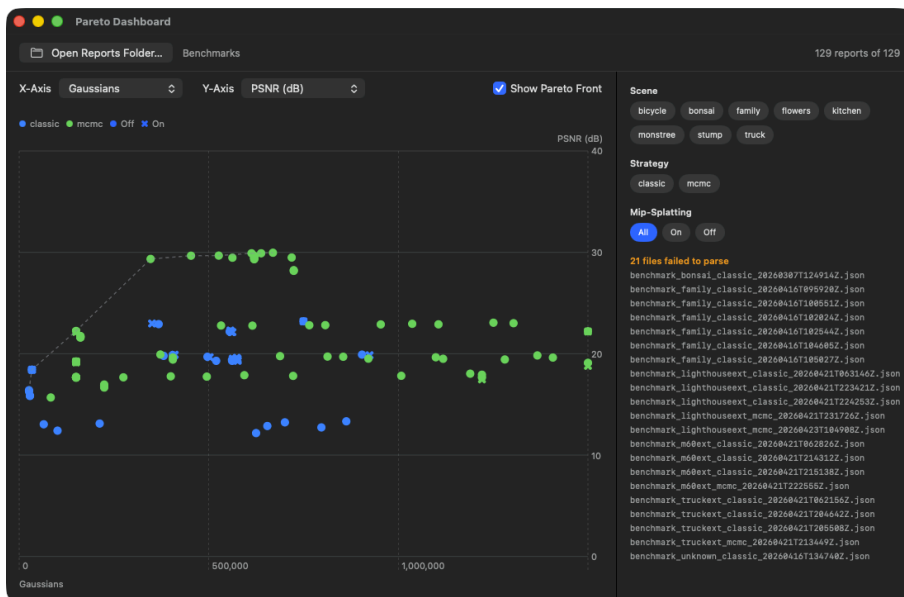 Pareto Dashboard
Open Reports Folder...
Benchmarks
129 reports of 129
X-Axis
Gaussians
Y-Axis
PSNR (dB)
Show Pareto Front
classic
mcmc
Off
On
PSNR (dB)
40
30
20
10
0
0
500,000
1,000,000
Gaussians
Scene
bicycle
bonsai
family
flowers
kitchen
monstree
stump
truck
Strategy
classic
mcmc
Mip-Splatting
All
On
Off
21 files failed to parse
benchmark_bonsai_classic_20260307T124914Z.json
benchmark_family_classic_20260416T095920Z.json
benchmark_family_classic_20260416T100551Z.json
benchmark_family_classic_20260416T102024Z.json
benchmark_family_classic_20260416T102544Z.json
benchmark_family_classic_20260416T104605Z.json
benchmark_family_classic_20260416T105027Z.json
benchmark_lighthouseext_classic_20260421T063146Z.json
benchmark_lighthouseext_classic_20260421T223421Z.json
benchmark_lighthouseext_classic_20260421T224253Z.json
benchmark_lighthouseext_mcmc_20260421T231726Z.json
benchmark_lighthouseext_mcmc_20260423T104908Z.json
benchmark_m60ext_classic_20260421T062826Z.json
benchmark_m60ext_classic_20260421T214312Z.json
benchmark_m60ext_classic_20260421T215138Z.json
benchmark_m60ext_mcmc_20260421T222555Z.json
benchmark_truckext_classic_20260421T062156Z.json
benchmark_truckext_classic_20260421T204642Z.json
benchmark_truckext_classic_20260421T205508Z.json
benchmark_truckext_mcmc_20260421T213449Z.json
benchmark_unknown_classic_20260416T134740Z.json